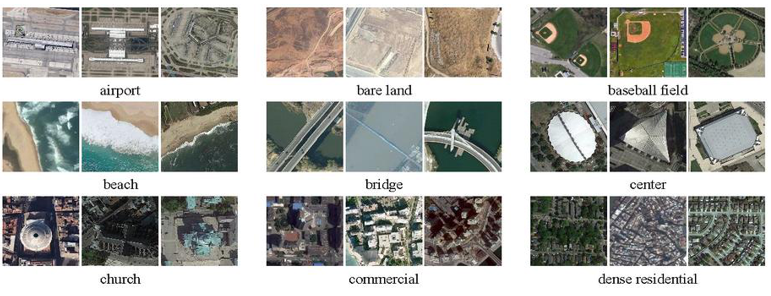 airport
bare land
baseball field
beach
bridge
center
church
commercial
dense residential